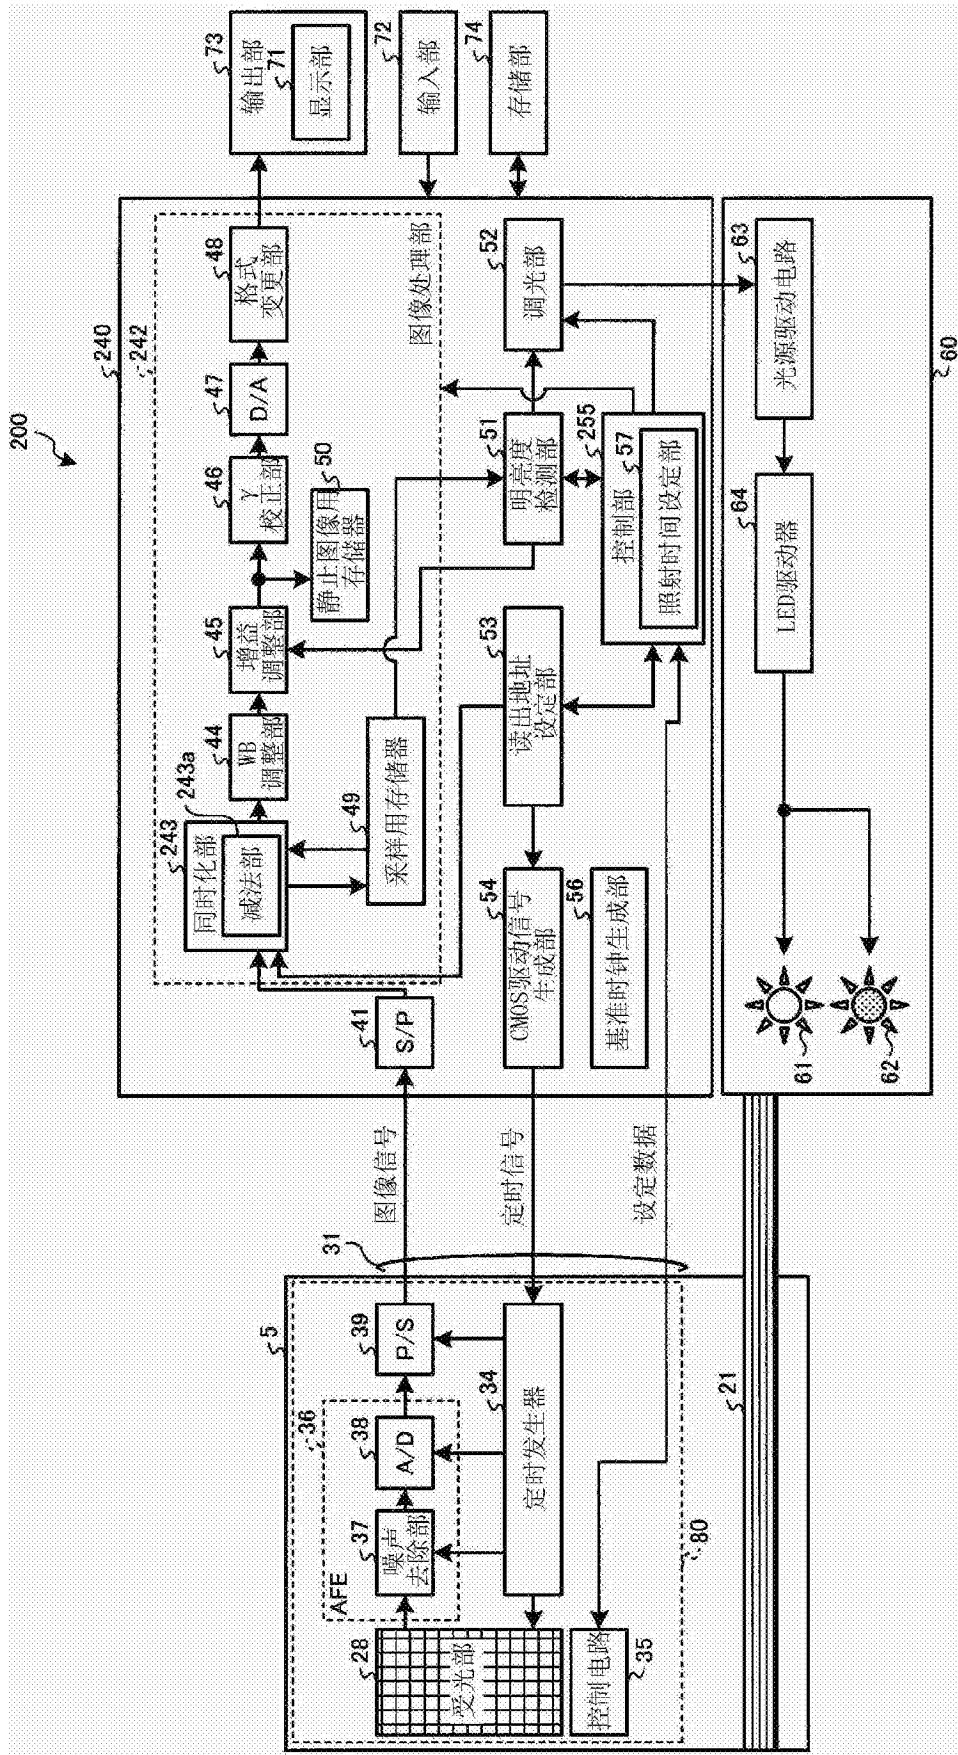 200
240
242
图像处理部
243
同时化部
243a
减法部
44
WB
调整部
45
增益
调整部
46
γ
校正部
47
D/A
48
格式
变更部
73
输出部
71
显示部
72
输入部
74
存储部
50
静止图像用
存储器
49
采样用存储器
41
S/P
51
明亮度
检测部
52
调光部
53
读出地址
设定部
54
CMOS驱动信号
生成部
56
基准时钟生成部
255
控制部
57
照射时间设定部
图像信号
定时信号
设定数据
31
5
36
AFE
28
受光部
37
噪声
去除部
38
A/D
39
P/S
34
定时发生器
35
控制电路
80
21
60
63
光源驱动电路
64
LED驱动器
61
62